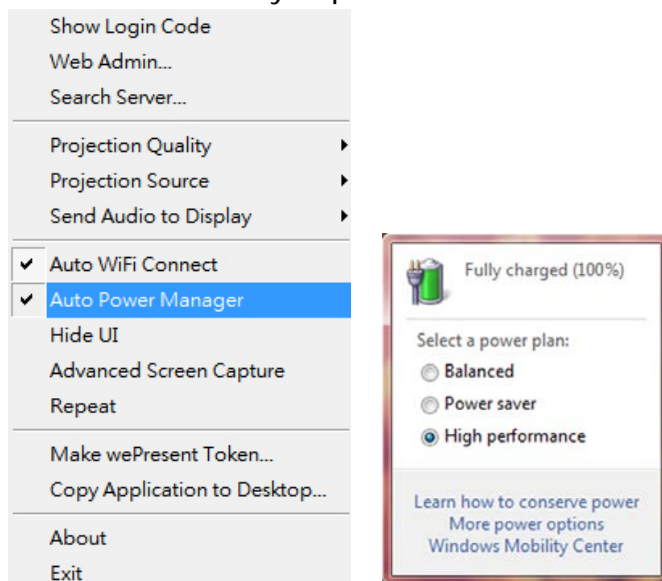 Show Login Code
Web Admin...
Search Server...
Projection Quality
Projection Source
Send Audio to Display
Auto WiFi Connect
Auto Power Manager
Hide UI
Advanced Screen Capture
Repeat
Make wePresent Token...
Copy Application to Desktop...
About
Exit
Fully charged (100%)
Select a power plan:
Balanced
Power saver
High performance
Learn how to conserve power
More power options
Windows Mobility Center